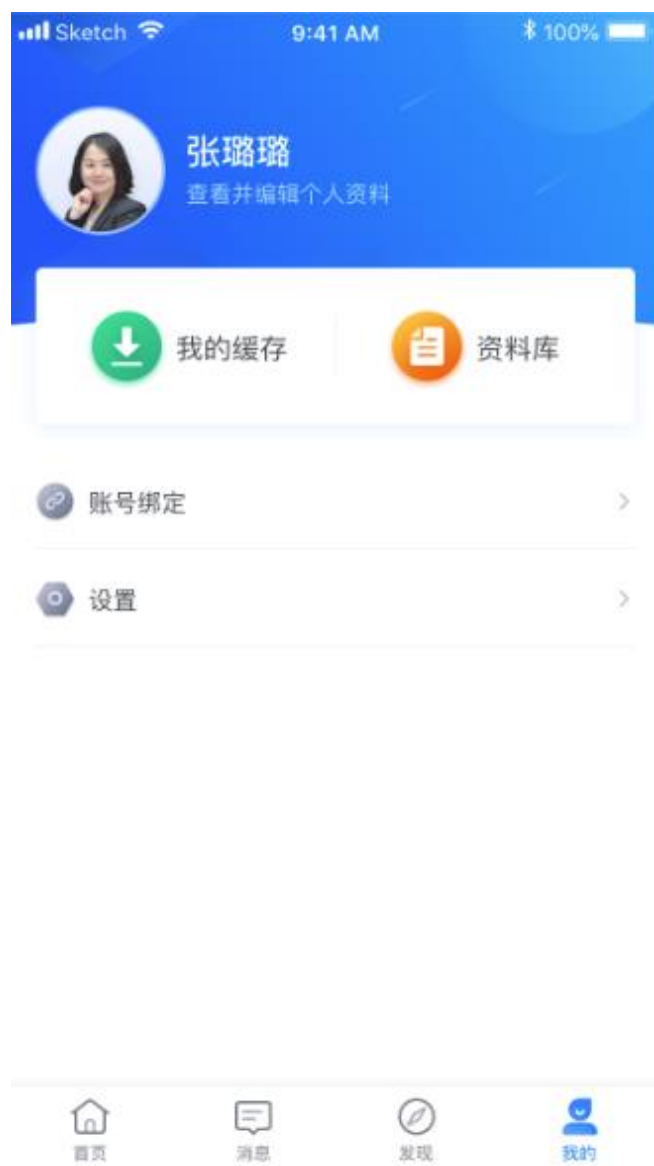 Sketch 9:41 AM 100%
张璐璐
查看并编辑个人资料
我的缓存 资料库
账号绑定
设置
首页 消息 发现 我的